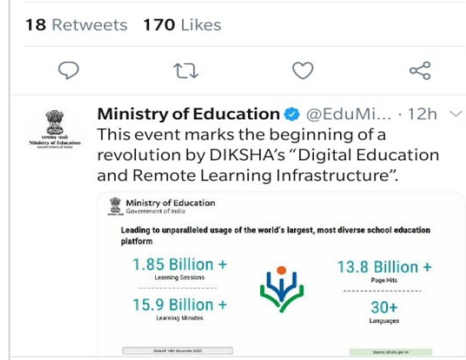 18 Retweets 170 Likes
Ministry of Education @EduMi... · 12h
This event marks the beginning of a
revolution by DIKSHA's "Digital Education
and Remote Learning Infrastructure".
Ministry of Education
Ministry of Education
Government of India
Leading to unparalleled usage of the world's largest, most diverse school education
platform
1.85 Billion +
Learning Sessions
15.9 Billion +
Learning Minutes
13.8 Billion +
Page Hits
30+
Languages